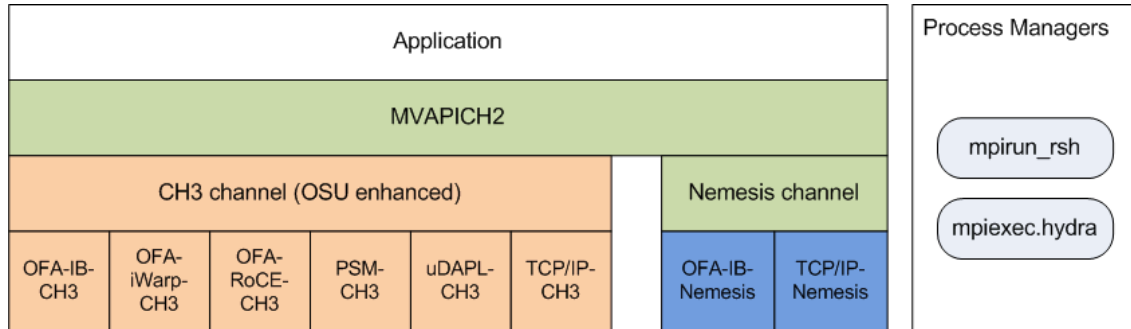 Application
MVAPICH2
CH3 channel (OSU enhanced)
Nemesis channel
OFA-IB-
CH3
OFA-
iWarp-
CH3
OFA-
RoCE-
CH3
PSM-
CH3
uDAPL-
CH3
TCP/IP-
CH3
OFA-IB-
Nemesis
TCP/IP-
Nemesis
Process Managers
mpirun_rsh
mpiexec.hydra